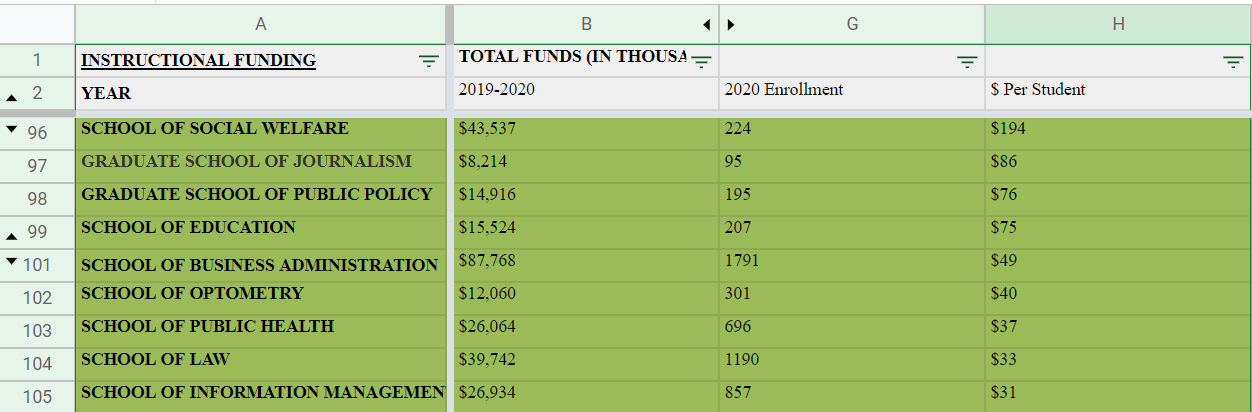 A B G H
1 INSTRUCTIONAL FUNDING TOTAL FUNDS (IN THOUSA
2 YEAR 2019-2020 2020 Enrollment $ Per Student
96 SCHOOL OF SOCIAL WELFARE $43,537 224 $194
97 GRADUATE SCHOOL OF JOURNALISM $8,214 95 $86
98 GRADUATE SCHOOL OF PUBLIC POLICY $14,916 195 $76
99 SCHOOL OF EDUCATION $15,524 207 $75
101 SCHOOL OF BUSINESS ADMINISTRATION $87,768 1791 $49
102 SCHOOL OF OPTOMETRY $12,060 301 $40
103 SCHOOL OF PUBLIC HEALTH $26,064 696 $37
104 SCHOOL OF LAW $39,742 1190 $33
105 SCHOOL OF INFORMATION MANAGEMEN $26,934 857 $31